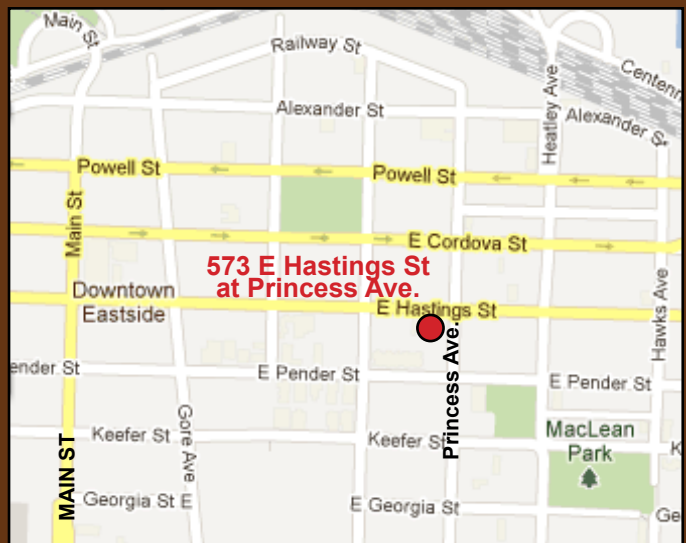 Main St
Railway St
Centenn
Alexander St
Heatley Ave
Alexander St
Powell St
Powell St
Main St
E Cordova St
573 E Hastings St
at Princess Ave.
Downtown
Eastside
E Hastings St
Hawks Ave
Princess Ave.
ender St
E Pender St
E Pender St
Gore Ave
MacLean
Park
MAIN ST
Keefer St
Keefer St
K
Georgia St E
E Georgia St
Ge